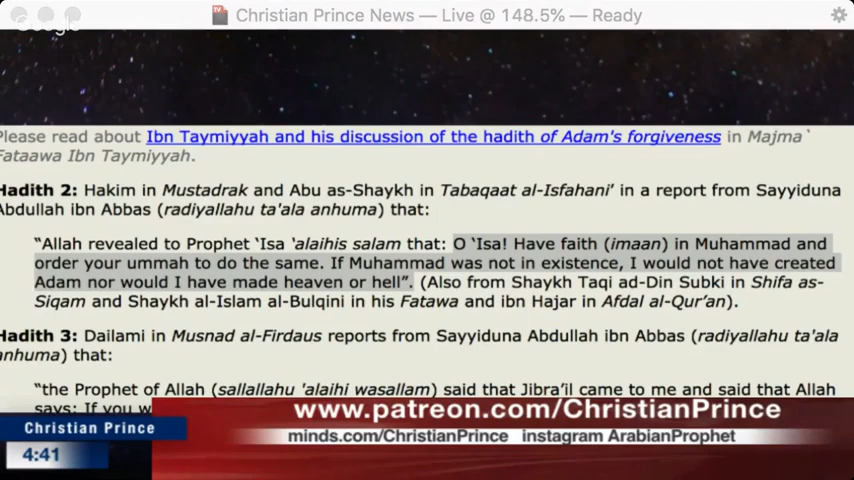 Christian Prince News — Live @ 148.5% — Ready
Google
Please read about Ibn Taymiyyah and his discussion of the hadith of Adam's forgiveness in Majma`
Fataawa Ibn Taymiyyah.
Hadith 2: Hakim in Mustadrak and Abu as-Shaykh in Tabaqaat al-Isfahani' in a report from Sayyiduna
Abdullah ibn Abbas (radiyallahu ta'ala anhuma) that:
“Allah revealed to Prophet ‘Isa ‘alaihis salam that: O ‘Isa! Have faith (imaan) in Muhammad and
order your ummah to do the same. If Muhammad was not in existence, I would not have created
Adam nor would I have made heaven or hell”. (Also from Shaykh Taqi ad-Din Subki in Shifa as-
Siqam and Shaykh al-Islam al-Bulqini in his Fatawa and ibn Hajar in Afdal al-Qur’an).
Hadith 3: Dailami in Musnad al-Firdaus reports from Sayyiduna Abdullah ibn Abbas (radiyallahu ta'ala
anhuma) that:
“the Prophet of Allah (sallallahu 'alaihi wasallam) said that Jibra’il came to me and said that Allah
says: If you w
www.patreon.com/ChristianPrince
Christian Prince
minds.com/ChristianPrince instagram ArabianProphet
4:41